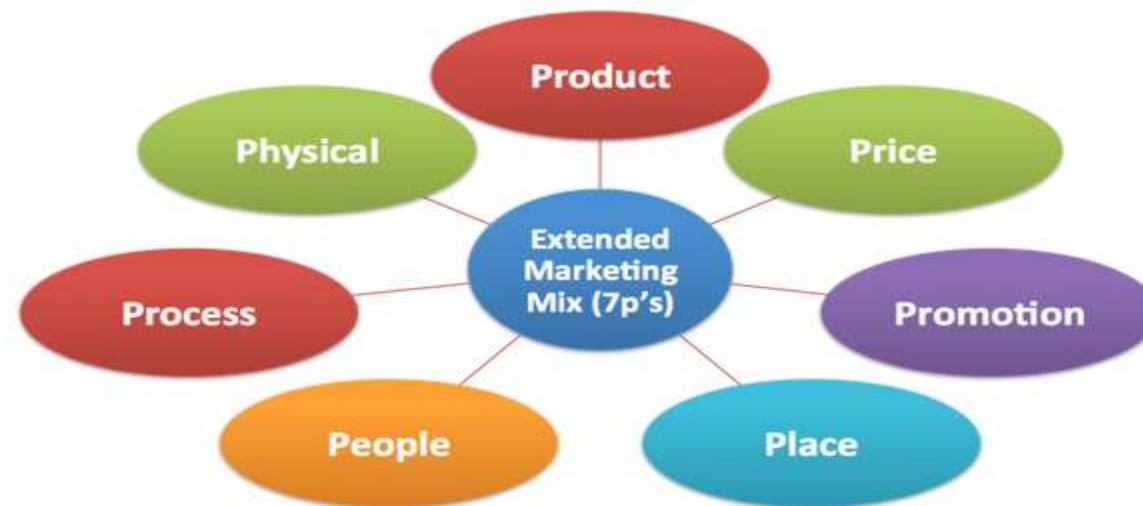 Product
Physical
Price
Extended
Marketing
Mix (7p’s)
Process
Promotion
People
Place